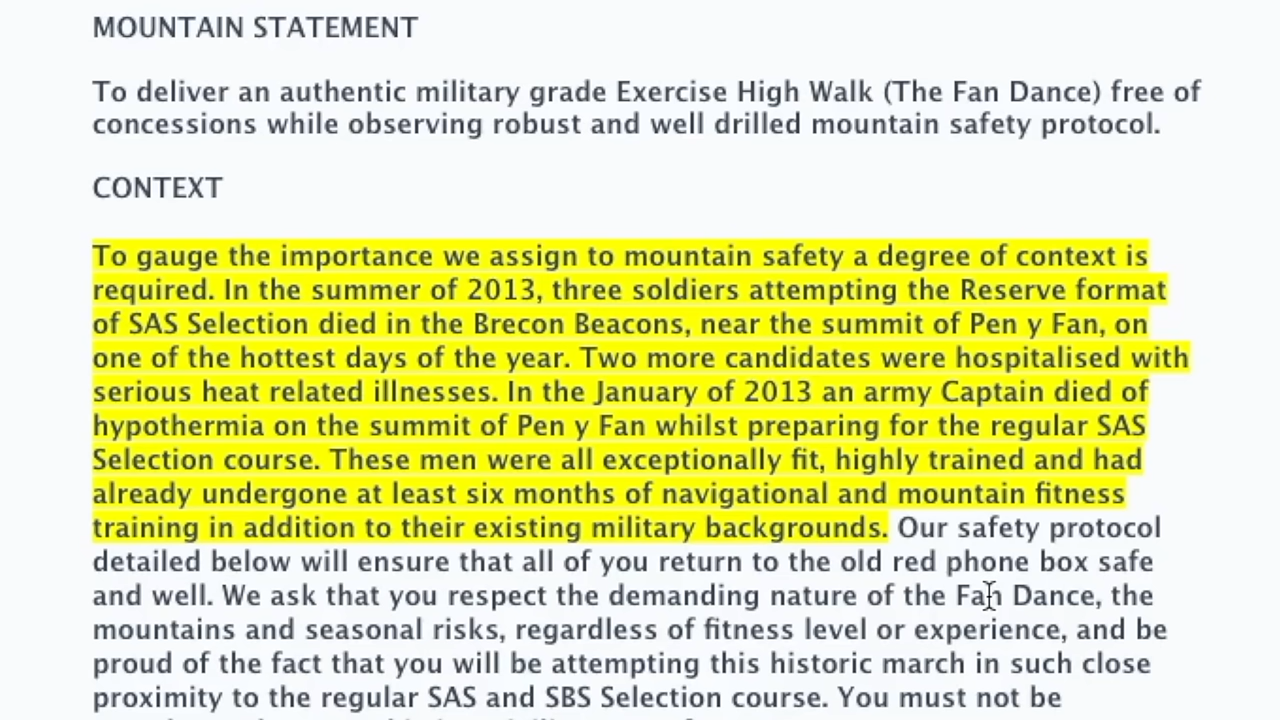 MOUNTAIN STATEMENT
To deliver an authentic military grade Exercise High Walk (The Fan Dance) free of
concessions while observing robust and well drilled mountain safety protocol.
CONTEXT
To gauge the importance we assign to mountain safety a degree of context is
required. In the summer of 2013, three soldiers attempting the Reserve format
of SAS Selection died in the Brecon Beacons, near the summit of Pen y Fan, on
one of the hottest days of the year. Two more candidates were hospitalised with
serious heat related illnesses. In the January of 2013 an army Captain died of
hypothermia on the summit of Pen y Fan whilst preparing for the regular SAS
Selection course. These men were all exceptionally fit, highly trained and had
already undergone at least six months of navigational and mountain fitness
training in addition to their existing military backgrounds. Our safety protocol
detailed below will ensure that all of you return to the old red phone box safe
and well. We ask that you respect the demanding nature of the Fan Dance, the
mountains and seasonal risks, regardless of fitness level or experience, and be
proud of the fact that you will be attempting this historic march in such close
proximity to the regular SAS and SBS Selection course. You must not be